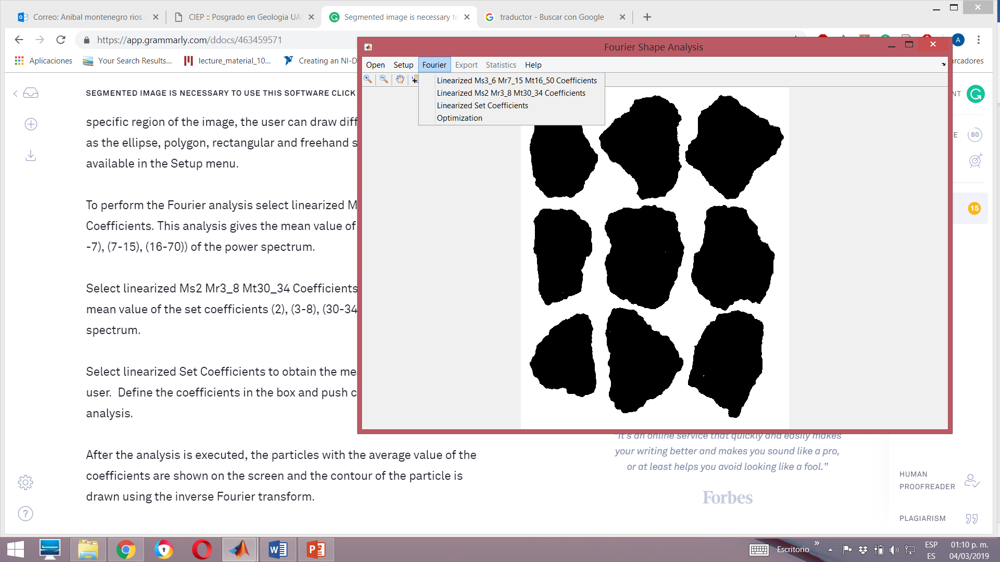 Correo: Anibal montenegro rios
CIEP :: Posgrado en Geologia UAS
Segmented image is necessary to
traductor - Buscar con Google
https://app.grammarly.com/ddocs/463459571
A
Aplicaciones
Your Search Results...
lecture_material_10...
Creating an NI-D
arcadores
Fourier Shape Analysis
Open Setup Fourier Export Statistics Help
Linearized Ms3_6 Mr7_15 Mt16_50 Coefficients
Linearized Ms2 Mr3_8 Mt30_34 Coefficients
Linearized Set Coefficients
Optimization
SEGMENTED IMAGE IS NECESSARY TO USE THIS SOFTWARE CLICK
NT
specific region of the image, the user can draw diff
as the ellipse, polygon, rectangular and freehand s
available in the Setup menu.
E 80
To perform the Fourier analysis select linearized M
Coefficients. This analysis gives the mean value of
-7), (7-15), (16-70)) of the power spectrum.
15
Select linearized Ms2 Mr3_8 Mt30_34 Coefficients
mean value of the set coefficients (2), (3-8), (30-34
spectrum.
Select linearized Set Coefficients to obtain the me
user.  Define the coefficients in the box and push c
analysis.
After the analysis is executed, the particles with the average value of the
coefficients are shown on the screen and the contour of the particle is
drawn using the inverse Fourier transform.
"It's an online service that quickly and easily makes
your writing better and makes you sound like a pro,
or at least helps you avoid looking like a fool."
Forbes
HUMAN
PROOFREADER
PLAGIARISM
Escritorio
ESP
ES
01:10 p. m.
04/03/2019